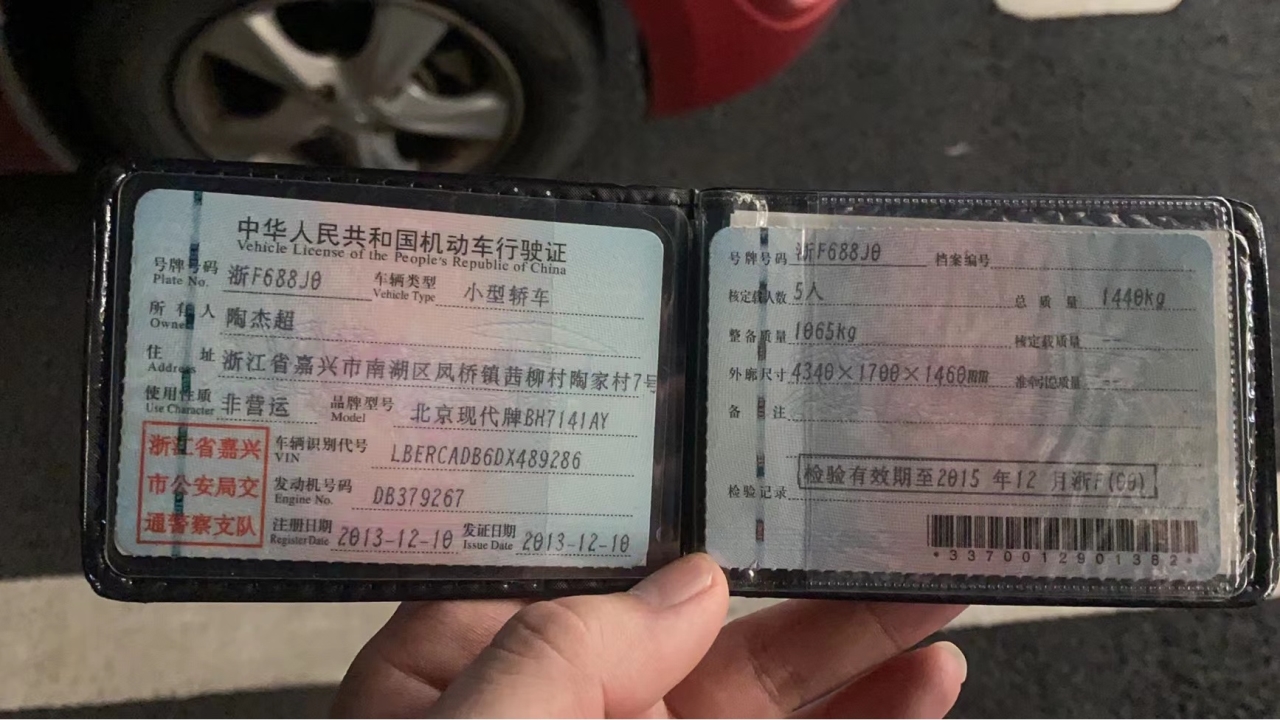 中华人民共和国机动车行驶证
Vehicle License of the People's Republic of China
号牌号码 浙F688J0 车辆类型 小型轿车
Plate No. Vehicle Type
所有人 陶杰超
Owner
住址 浙江省嘉兴市南湖区凤桥镇茜柳村陶家村7号
Address
使用性质 非营运 品牌型号 北京现代牌BH7141AY
Use Character Model
浙江省嘉兴
市公安局交
通警察支队
车辆识别代号 LBERCADB6DX489286
VIN
发动机号码 DB379267
Engine No.
注册日期 2013-12-10 发证日期 2013-12-10
Register Date Issue Date
号牌号码 浙F688J0 档案编号
核定载人数 5人 总质量 1440kg
整备质量 1065kg 核定载质量 --
外廓尺寸 4340×1700×1460mm 准牵引总质量 --
备注
检验记录 检验有效期至2015 年12 月浙F(00)
*3370012901382*